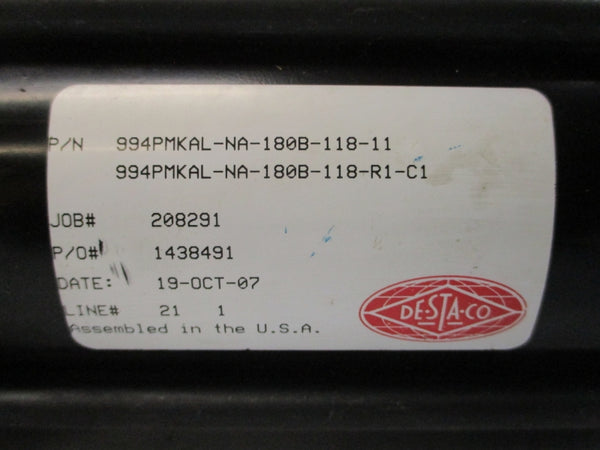 P/N 994PMKAL-NA-180B-118-11
994PMKAL-NA-180B-118-R1-C1
JOB# 208291
P/O# 1438491
DATE: 19-OCT-07
LINE# 21 1
Assembled in the U.S.A.
DE-STA-CO